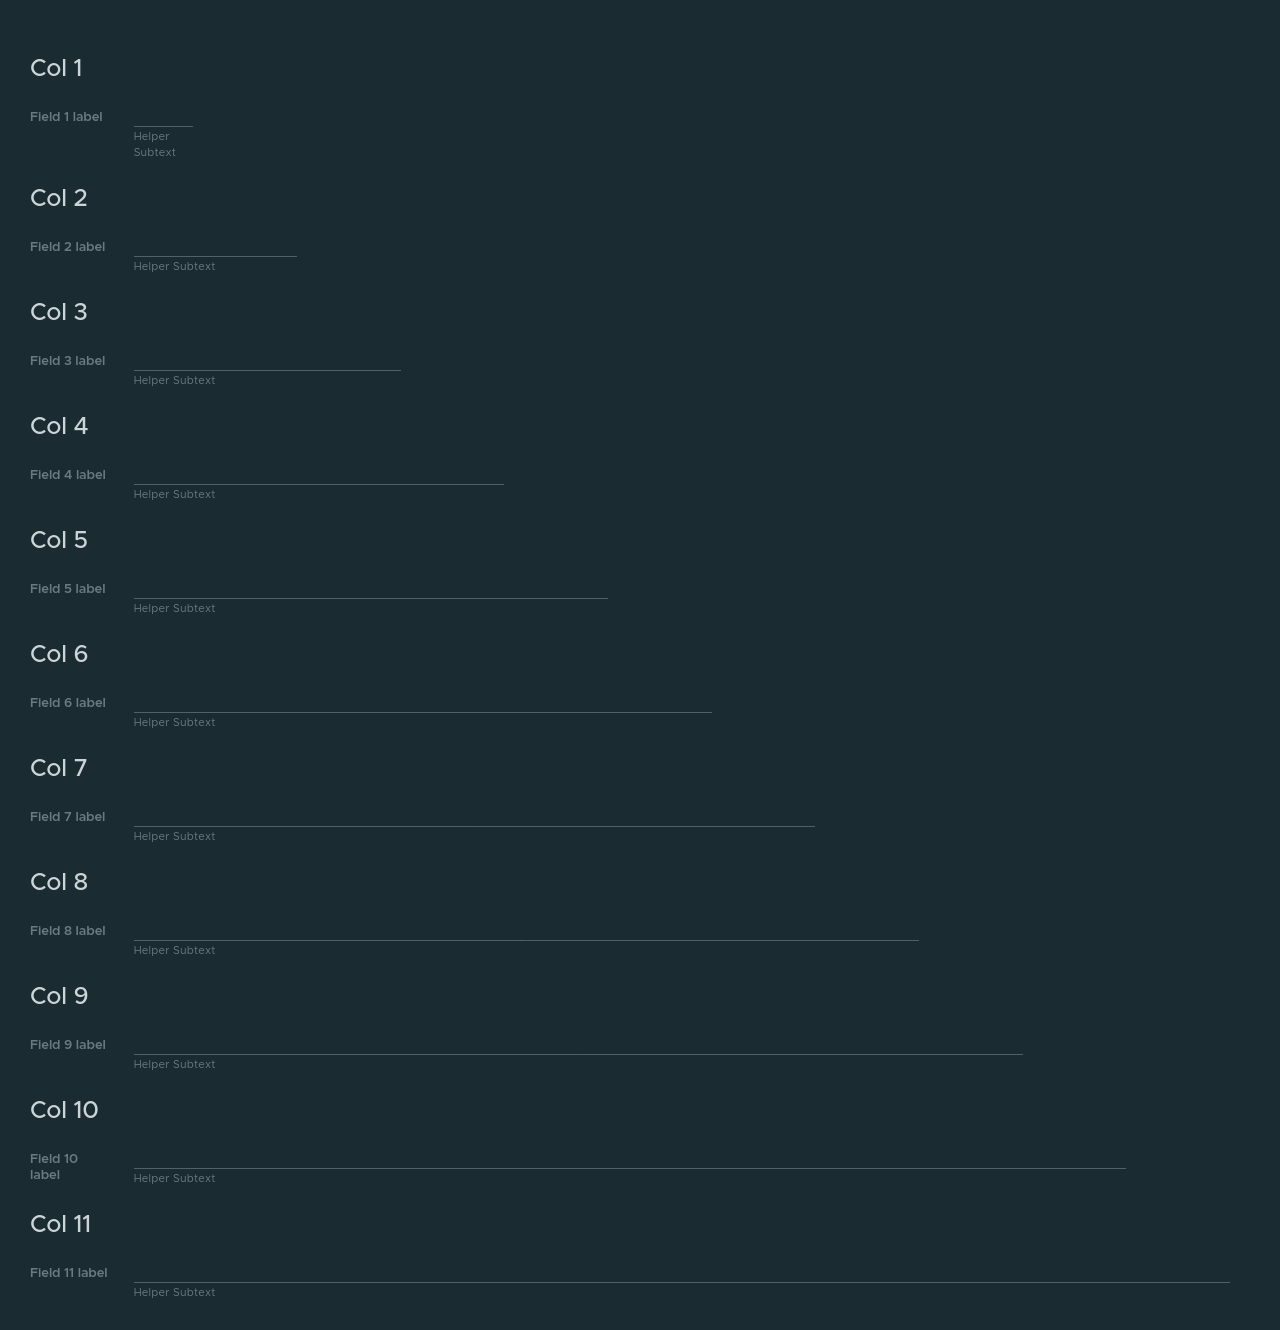 Col 1
Field 1 label
Helper
Subtext
Col 2
Field 2 label
Helper Subtext
Col 3
Field 3 label
Helper Subtext
Col 4
Field 4 label
Helper Subtext
Col 5
Field 5 label
Helper Subtext
Col 6
Field 6 label
Helper Subtext
Col 7
Field 7 label
Helper Subtext
Col 8
Field 8 label
Helper Subtext
Col 9
Field 9 label
Helper Subtext
Col 10
Field 10
label
Helper Subtext
Col 11
Field 11 label
Helper Subtext